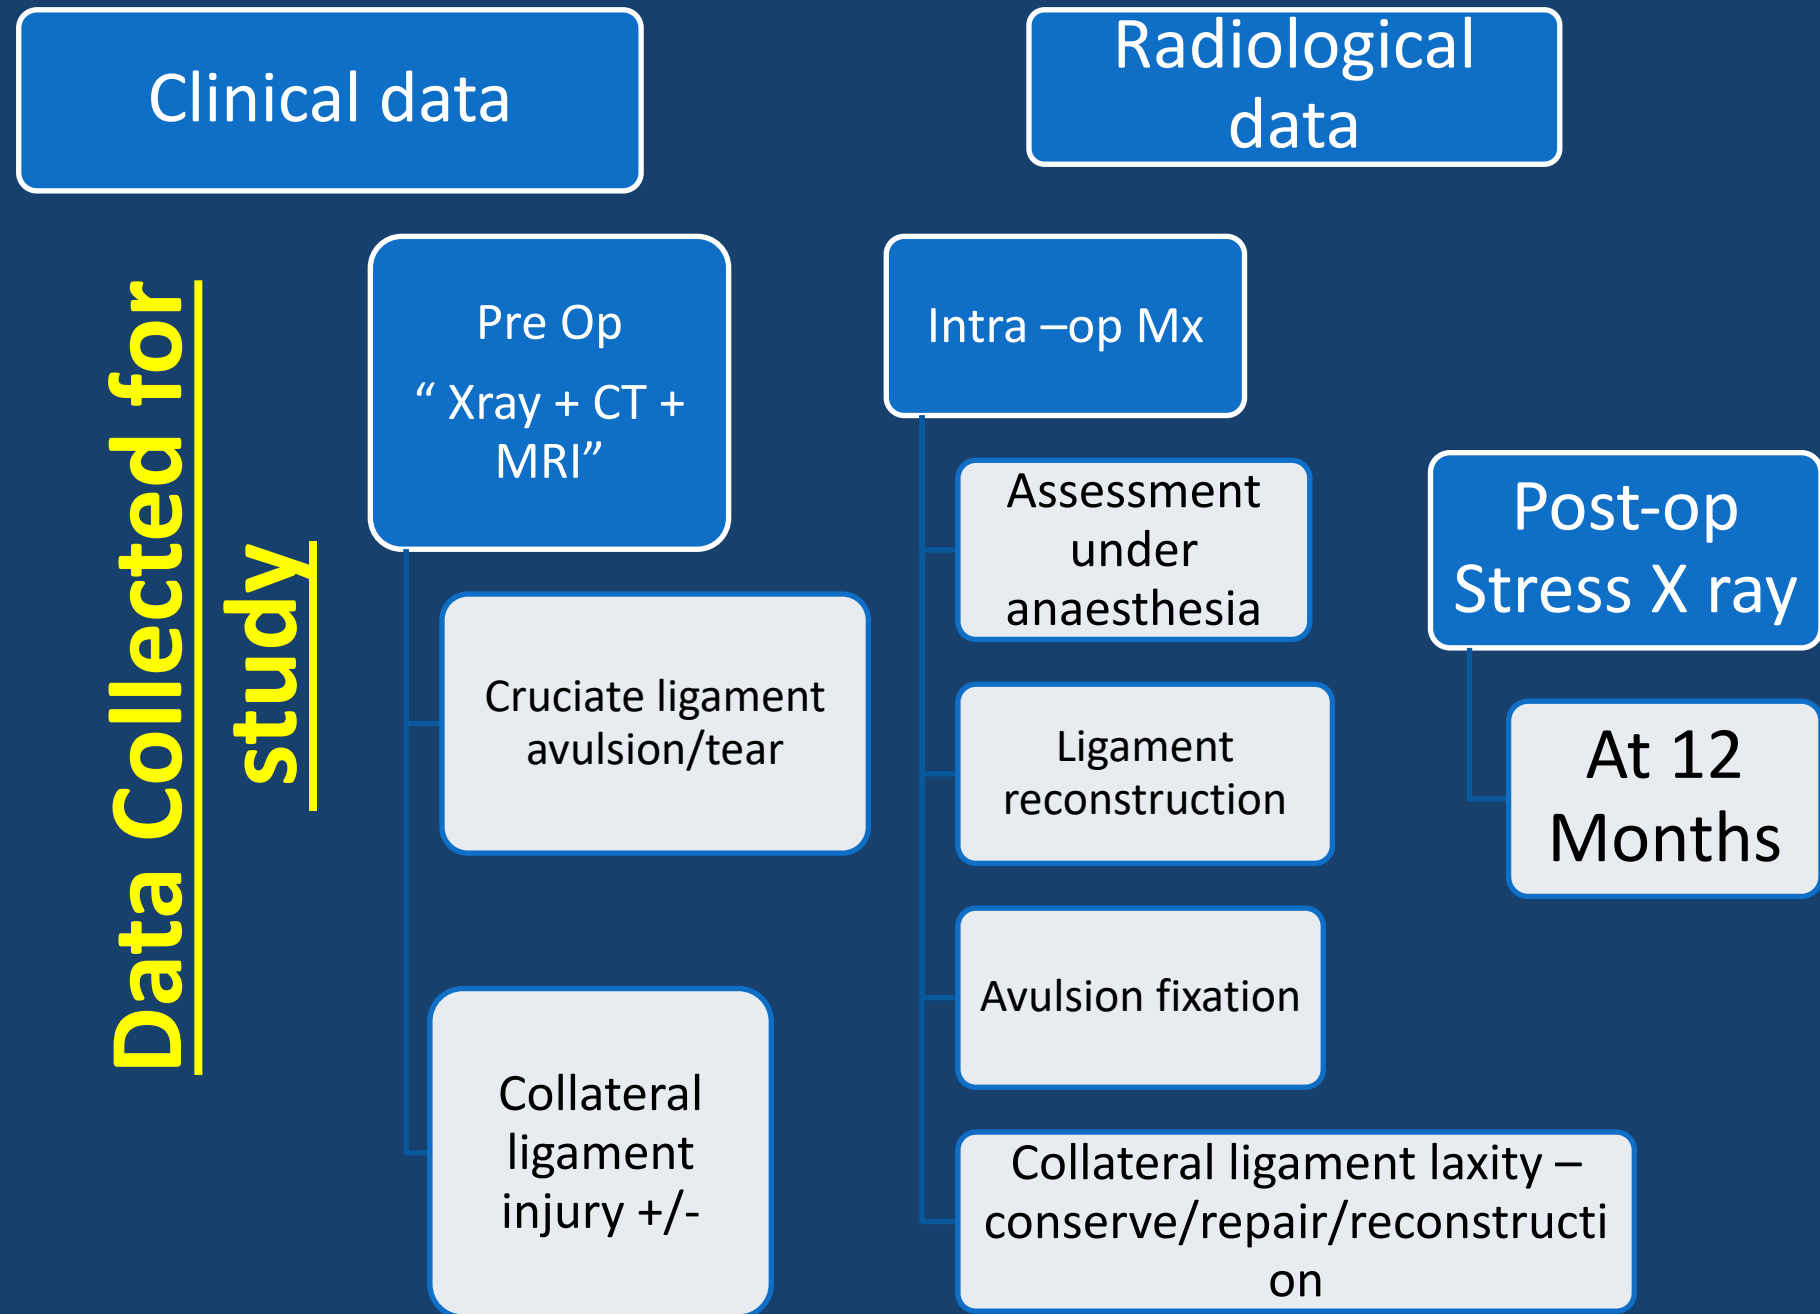 Clinical data
Radiological
data
Data Collected for
study
Pre Op
“ Xray + CT +
MRI”
Cruciate ligament
avulsion/tear
Collateral
ligament
injury +/-
Intra –op Mx
Assessment
under
anaesthesia
Ligament
reconstruction
Avulsion fixation
Collateral ligament laxity –
conserve/repair/reconstructi
on
Post-op
Stress X ray
At 12
Months